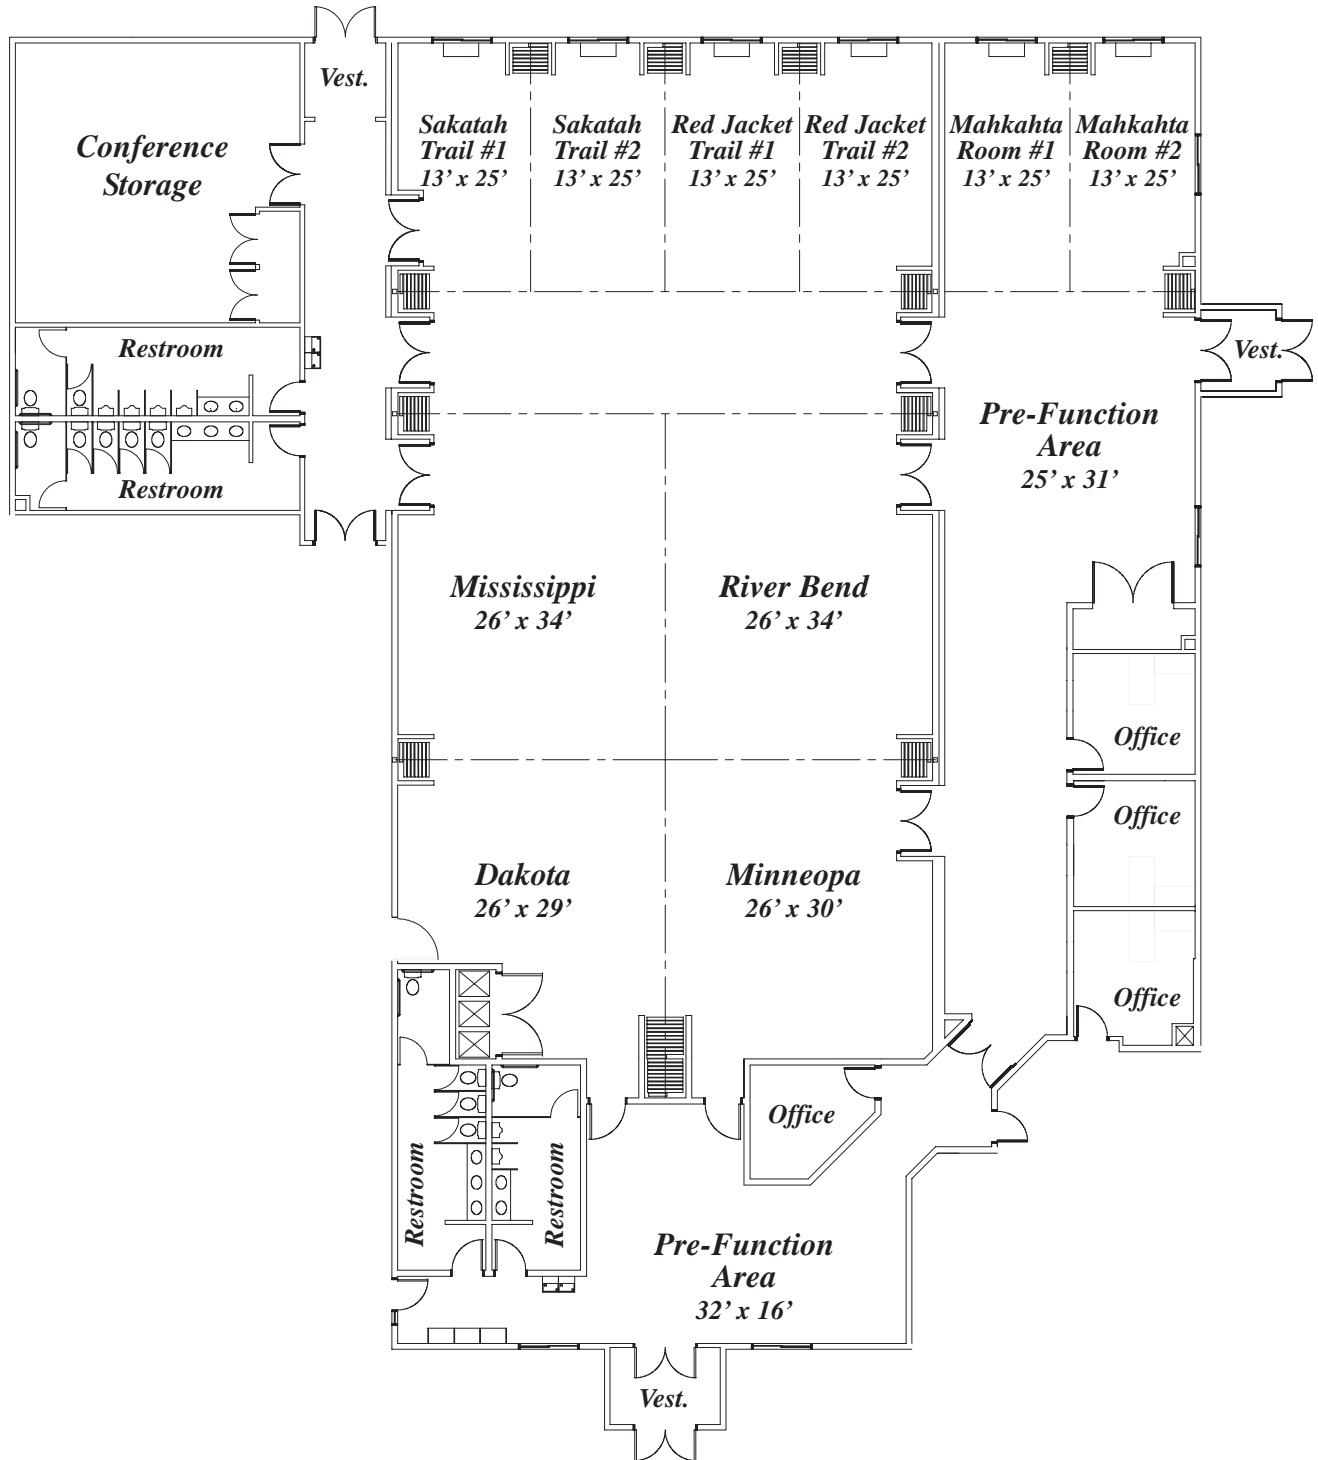 Vest.
Conference
Storage
Sakatah
Trail #1
13’ x 25’
Sakatah
Trail #2
13’ x 25’
Red Jacket
Trail #1
13’ x 25’
Red Jacket
Trail #2
13’ x 25’
Mahkahta
Room #1
13’ x 25’
Mahkahta
Room #2
13’ x 25’
Restroom
Vest.
Pre-Function
Area
25’ x 31’
Restroom
Mississippi
26’ x 34’
River Bend
26’ x 34’
Office
Office
Dakota
26’ x 29’
Minneopa
26’ x 30’
Office
Office
Restroom
Restroom
Pre-Function
Area
32’ x 16’
Vest.